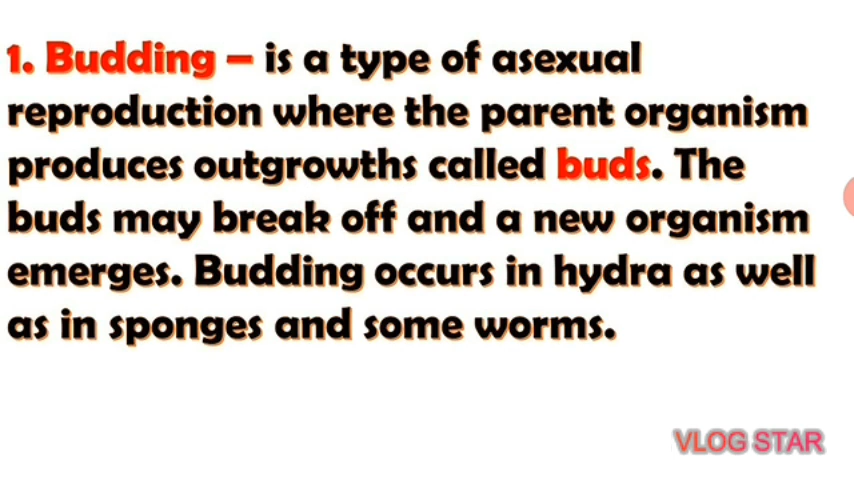 1. Budding – is a type of asexual
reproduction where the parent organism
produces outgrowths called buds. The
buds may break off and a new organism
emerges. Budding occurs in hydra as well
as in sponges and some worms.
VLOG STAR